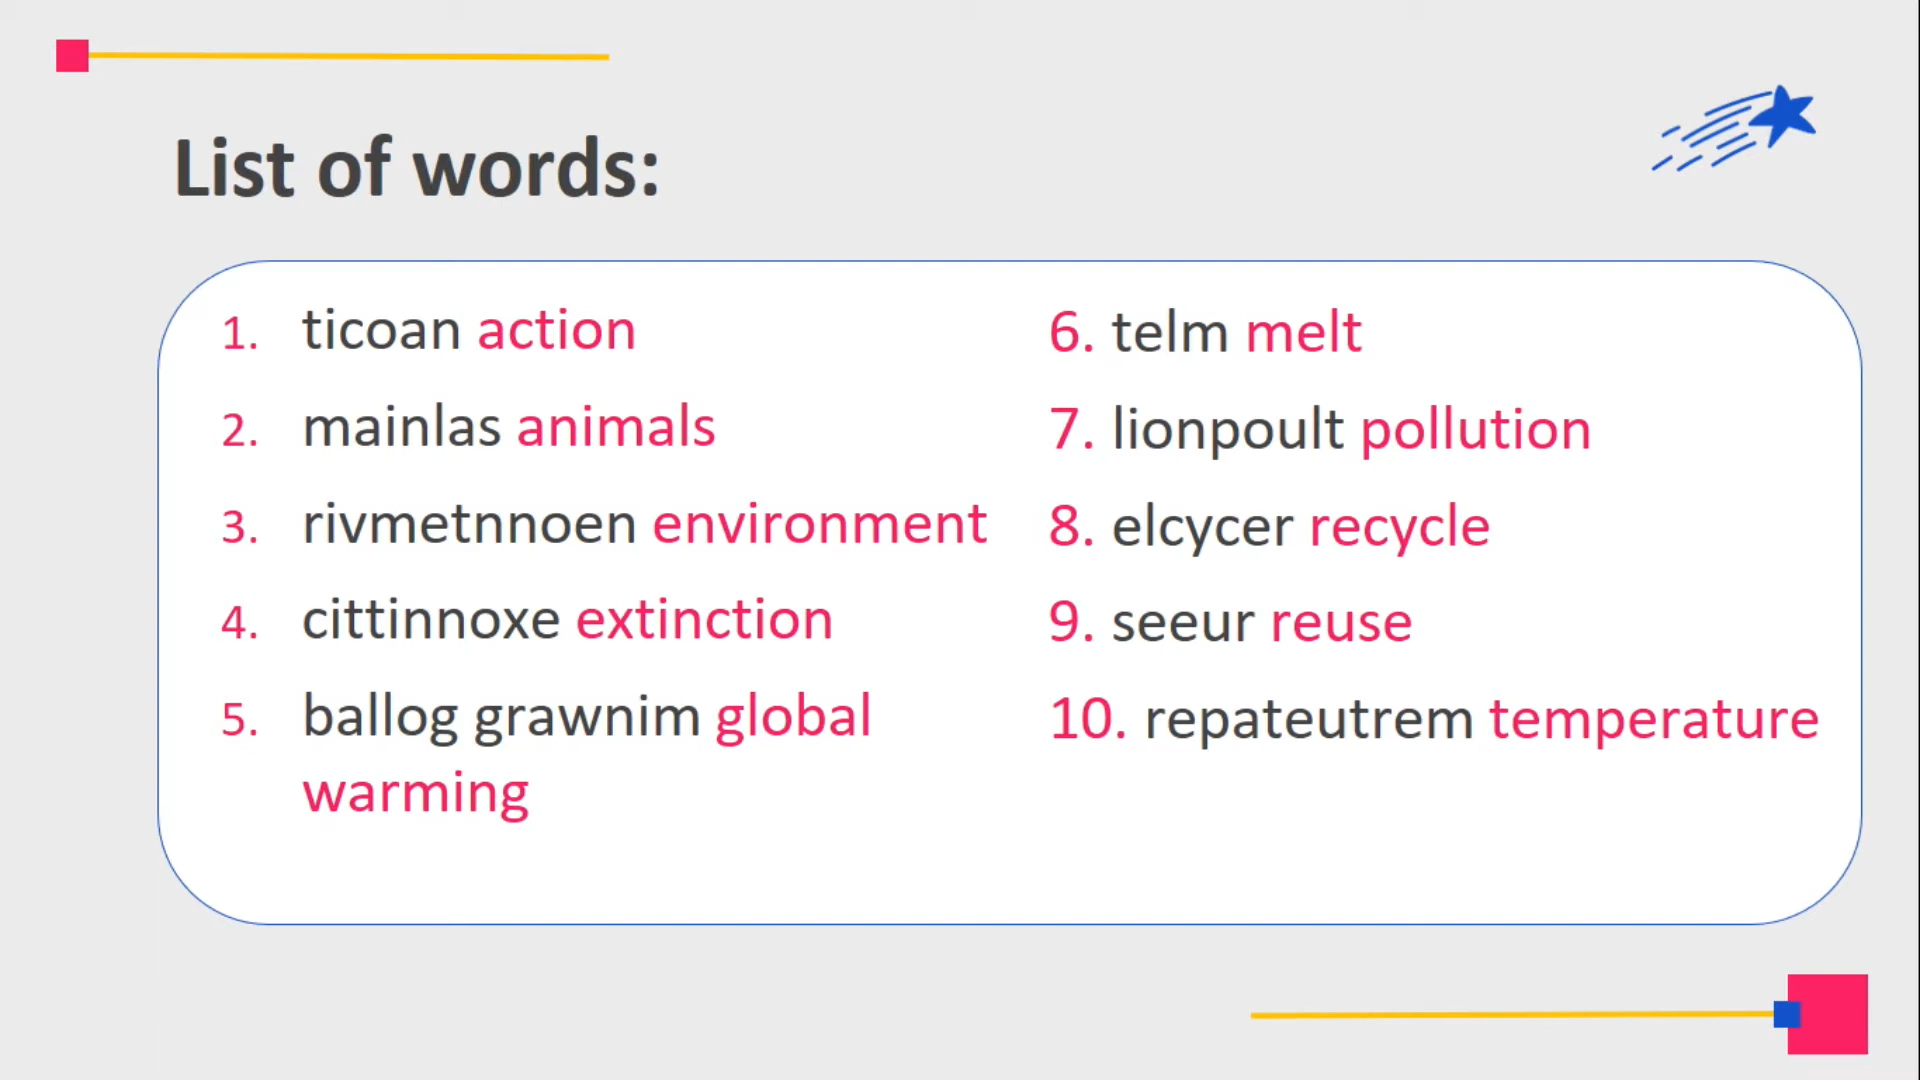 List of words:
1. ticoan action
2. mainlas animals
3. rivmetnnoen environment
4. cittinnoxe extinction
5. ballog grawnim global
warming
6. telm melt
7. lionpoult pollution
8. elcycer recycle
9. seeur reuse
10. repateutrem temperature